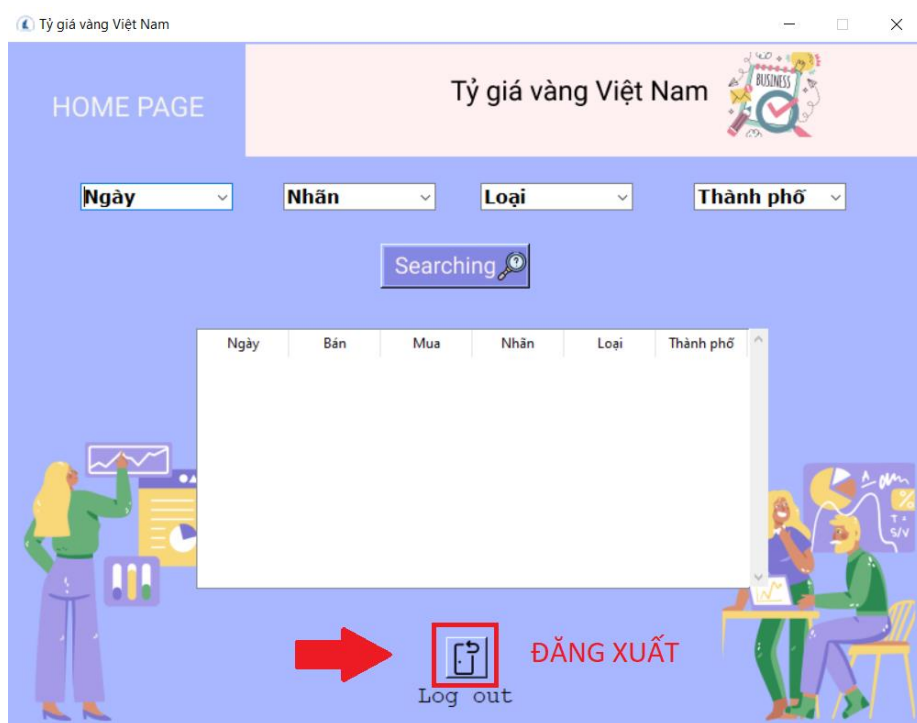 Tỷ giá vàng Việt Nam
HOME PAGE
Tỷ giá vàng Việt Nam
BUSINESS
Ngày
Nhãn
Loại
Thành phố
Searching
Ngày Bán Mua Nhãn Loại Thành phố
%
T=
S/V
ĐĂNG XUẤT
Log out